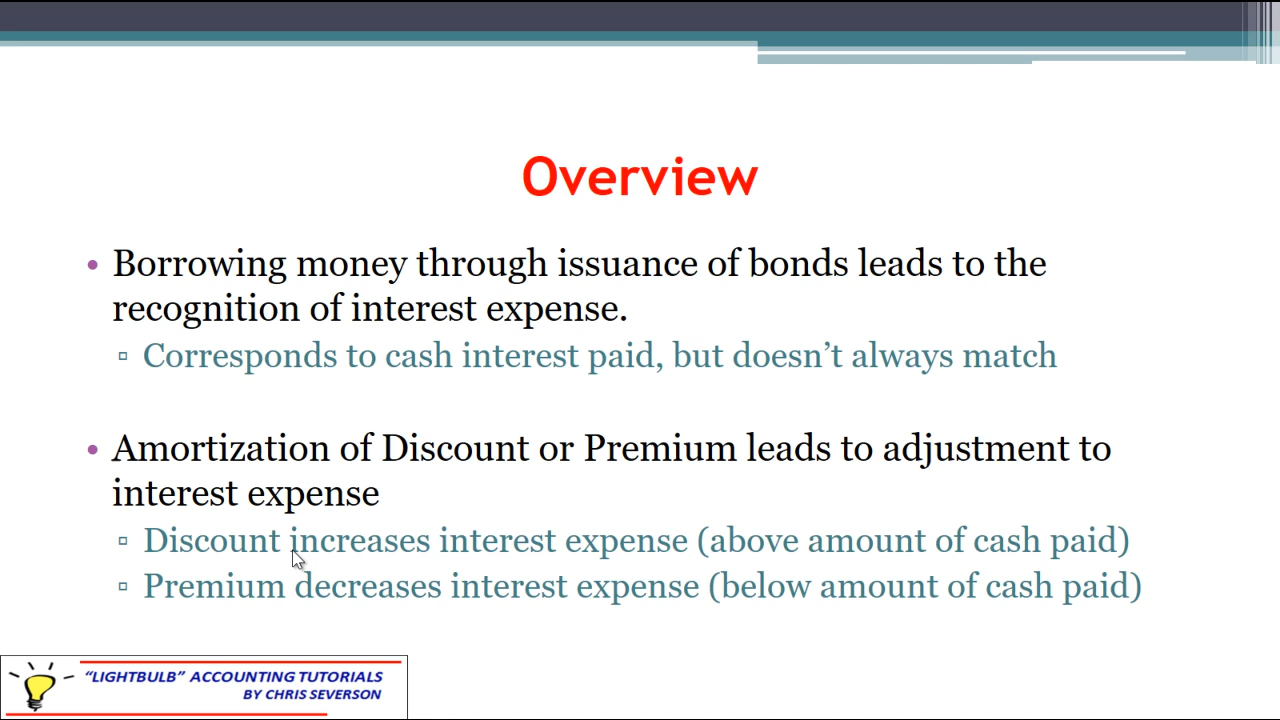 Overview
• Borrowing money through issuance of bonds leads to the
recognition of interest expense.
▫ Corresponds to cash interest paid, but doesn’t always match
• Amortization of Discount or Premium leads to adjustment to
interest expense
▫ Discount increases interest expense (above amount of cash paid)
▫ Premium decreases interest expense (below amount of cash paid)
“LIGHTBULB” ACCOUNTING TUTORIALS
BY CHRIS SEVERSON